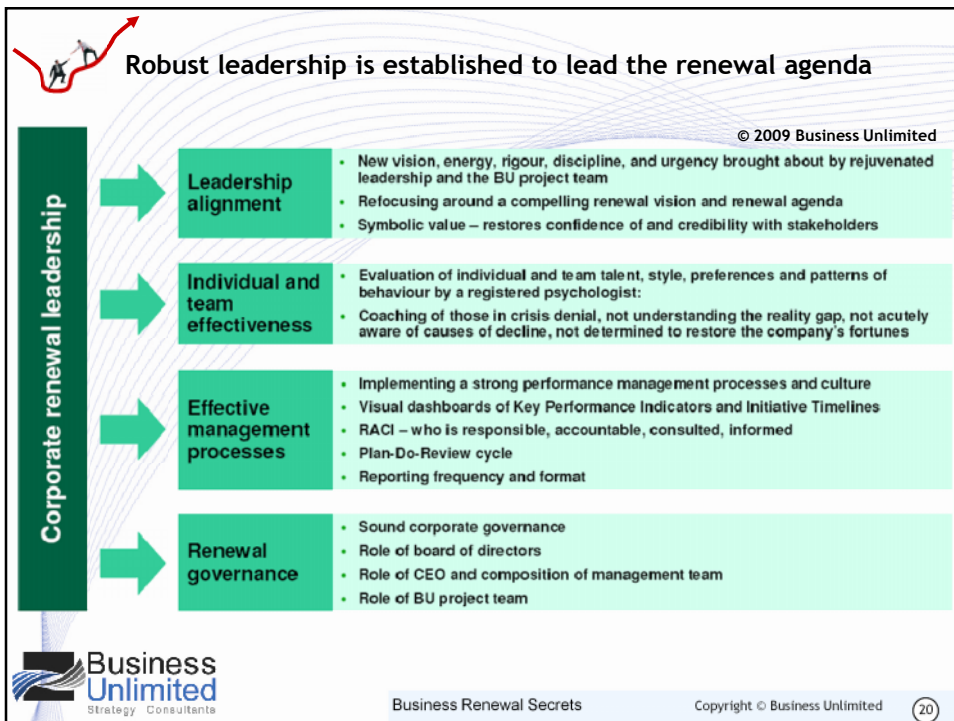 Robust leadership is established to lead the renewal agenda
© 2009 Business Unlimited
Corporate renewal leadership
Leadership
alignment
• New vision, energy, rigour, discipline, and urgency brought about by rejuvenated
leadership and the BU project team
• Refocusing around a compelling renewal vision and renewal agenda
• Symbolic value – restores confidence of and credibility with stakeholders
Individual and
team
effectiveness
• Evaluation of individual and team talent, style, preferences and patterns of
behaviour by a registered psychologist:
• Coaching of those in crisis denial, not understanding the reality gap, not acutely
aware of causes of decline, not determined to restore the company's fortunes
Effective
management
processes
• Implementing a strong performance management processes and culture
• Visual dashboards of Key Performance Indicators and Initiative Timelines
• RACI – who is responsible, accountable, consulted, informed
• Plan-Do-Review cycle
• Reporting frequency and format
Renewal
governance
• Sound corporate governance
• Role of board of directors
• Role of CEO and composition of management team
• Role of BU project team
Business
Unlimited
Strategy Consultants
Business Renewal Secrets
Copyright © Business Unlimited
20